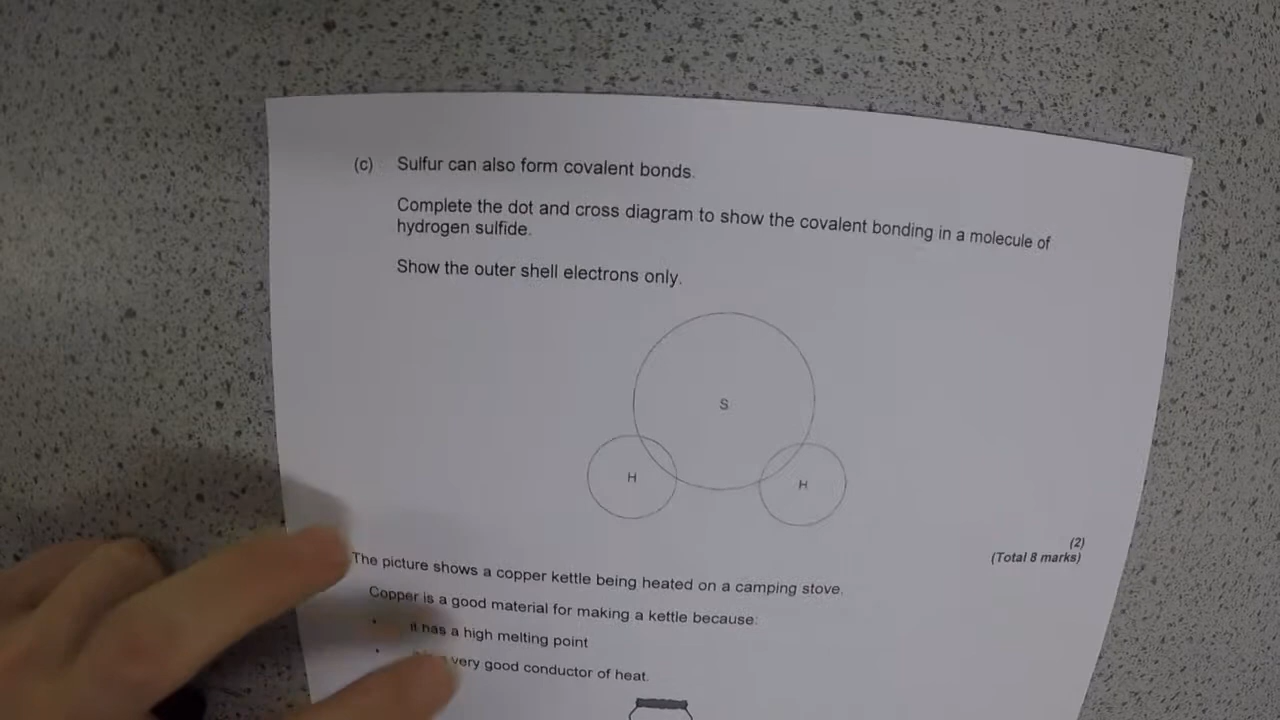 (c) Sulfur can also form covalent bonds.
Complete the dot and cross diagram to show the covalent bonding in a molecule of
hydrogen sulfide.
Show the outer shell electrons only.
S
H
H
(2)
(Total 8 marks)
The picture shows a copper kettle being heated on a camping stove.
Copper is a good material for making a kettle because:
• it has a high melting point
• very good conductor of heat.